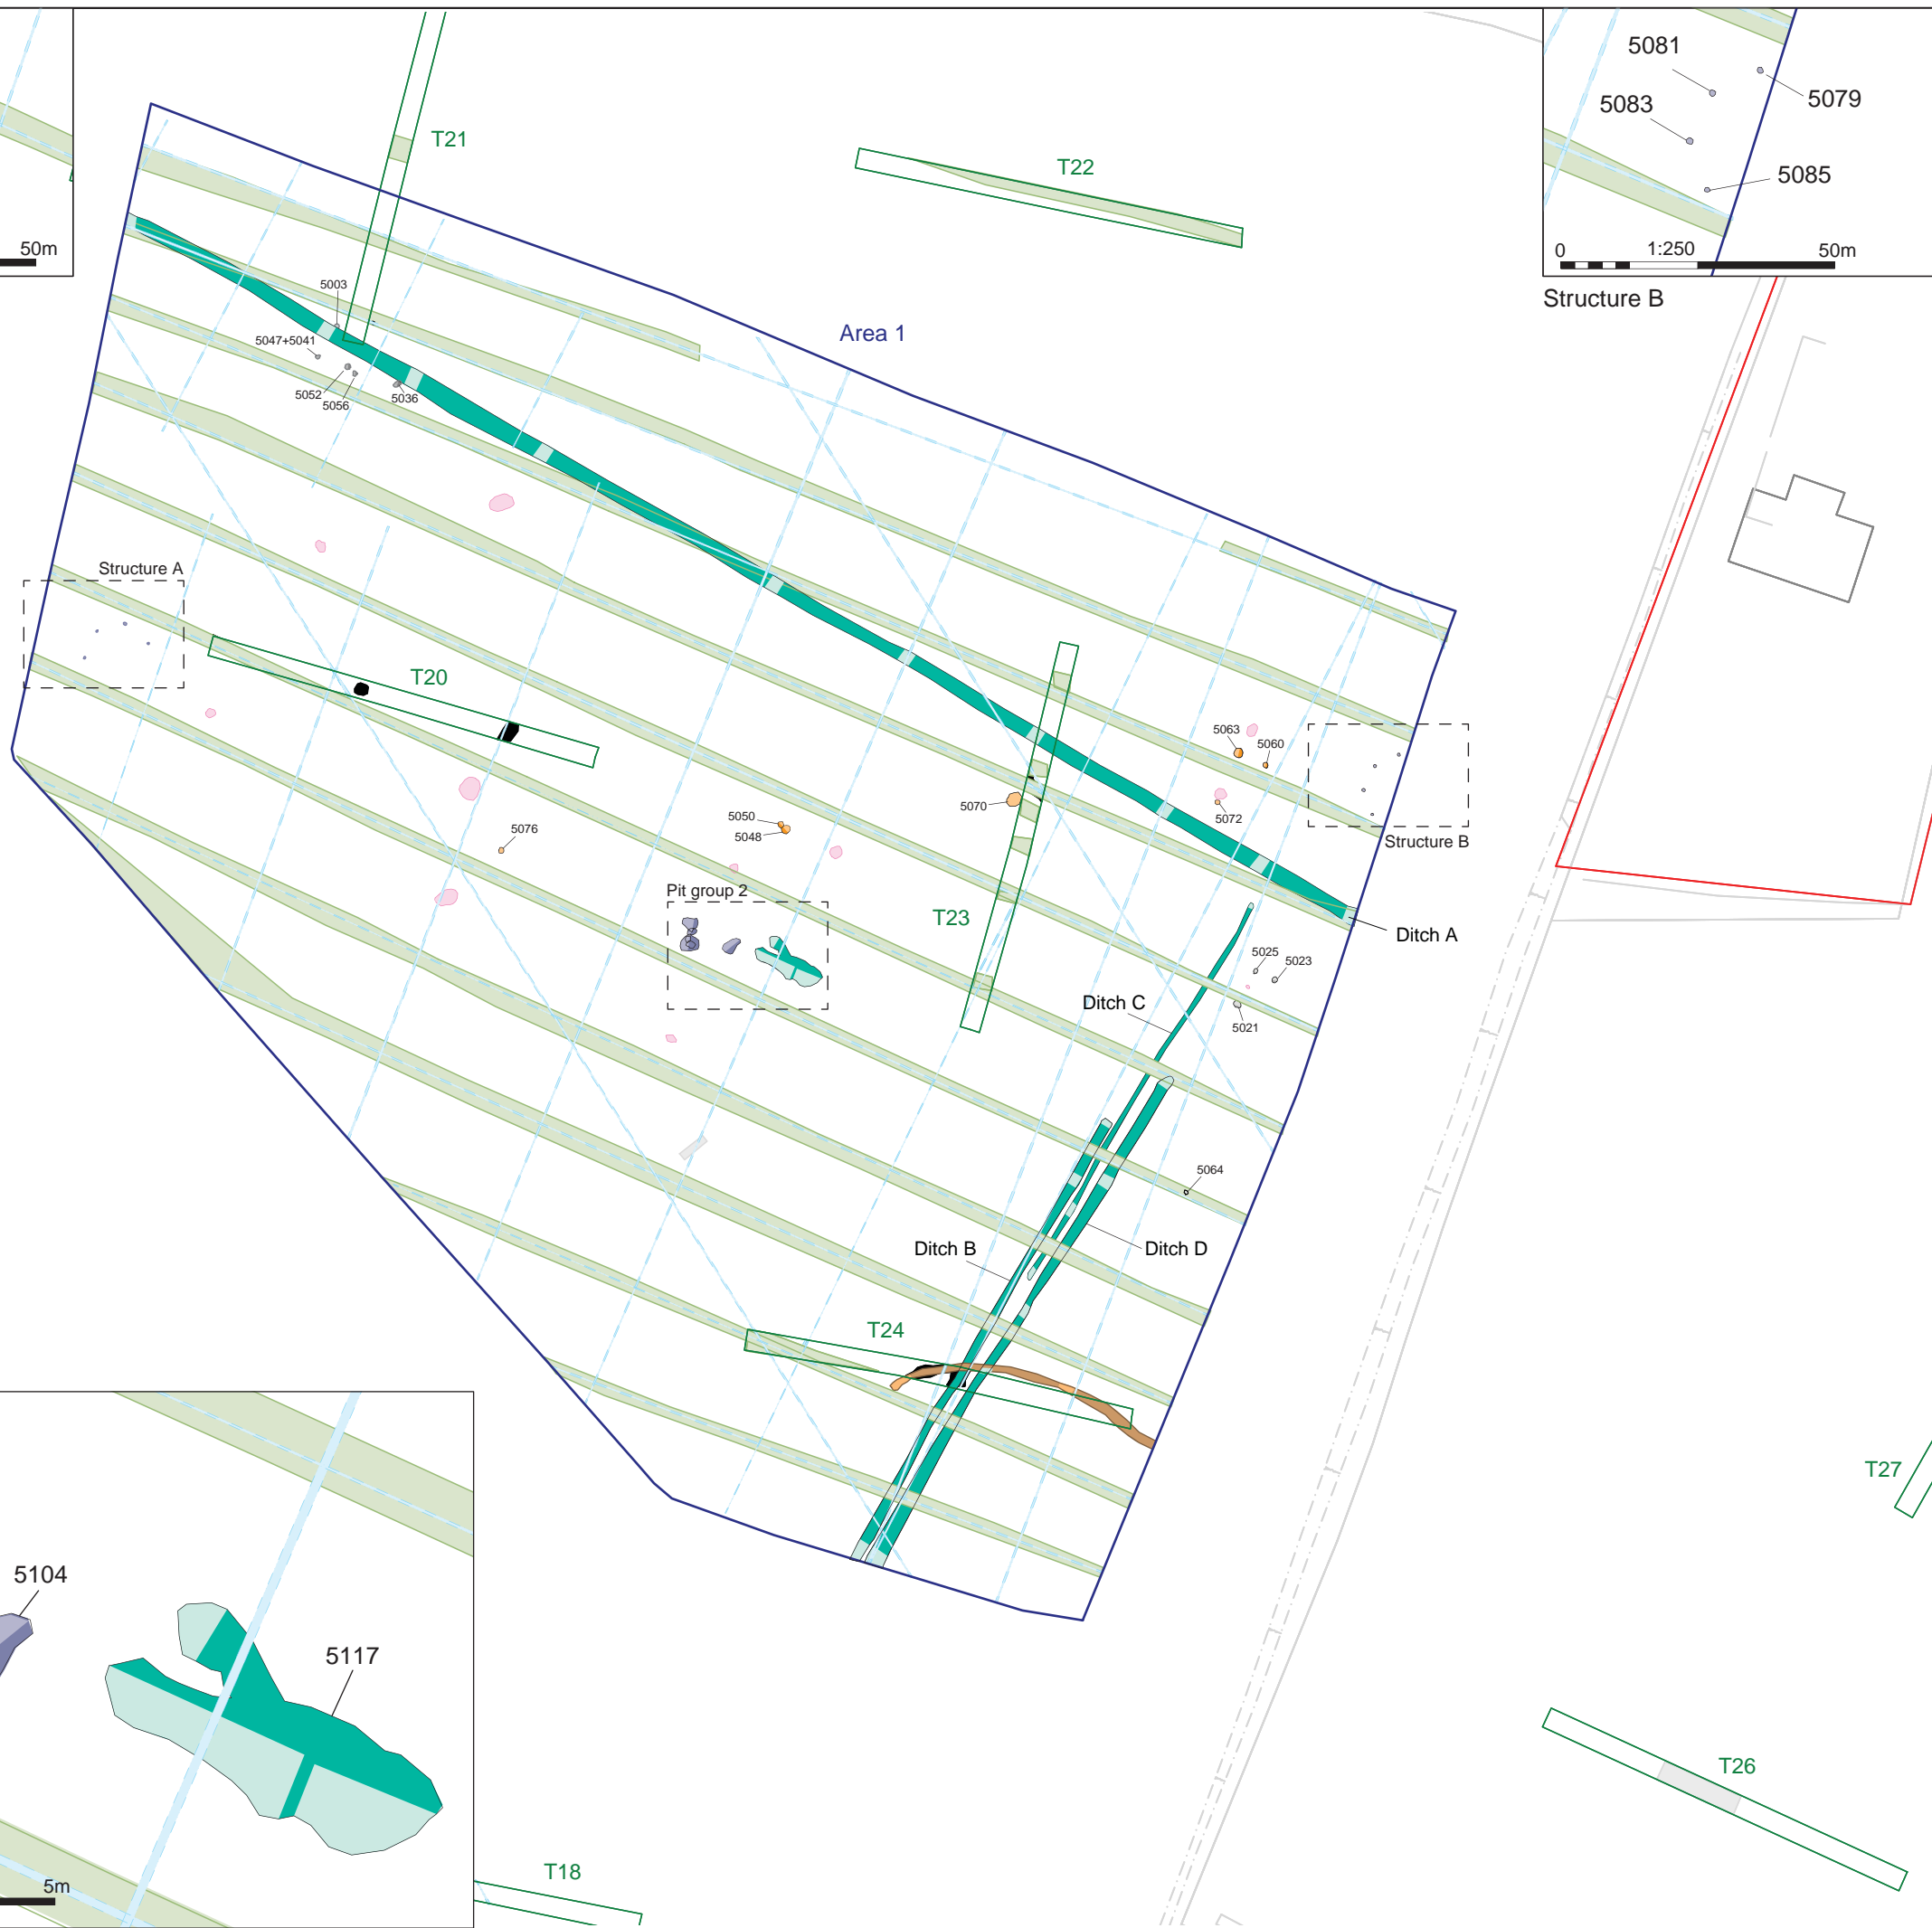 50m
T21
T22
5081
5079
5083
5085
0
1:250
50m
Structure B
Area 1
5003
5047+5041
5052
5056
5036
Structure A
T20
5063
5060
5070
5072
Structure B
5050
5048
5076
Pit group 2
T23
Ditch A
5025
5023
5021
Ditch C
5064
Ditch B
Ditch D
T24
T27
5104
5117
5m
T18
T26